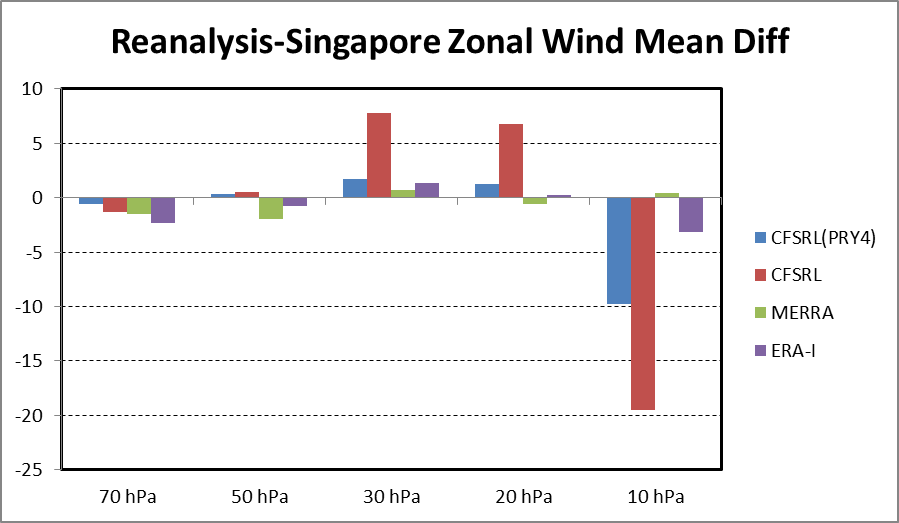 Reanalysis-Singapore Zonal Wind Mean Diff
10
5
0
-5
-10
-15
-20
-25
70 hPa 50 hPa 30 hPa 20 hPa 10 hPa
CFSRL(PRY4)
CFSRL
MERRA
ERA-I